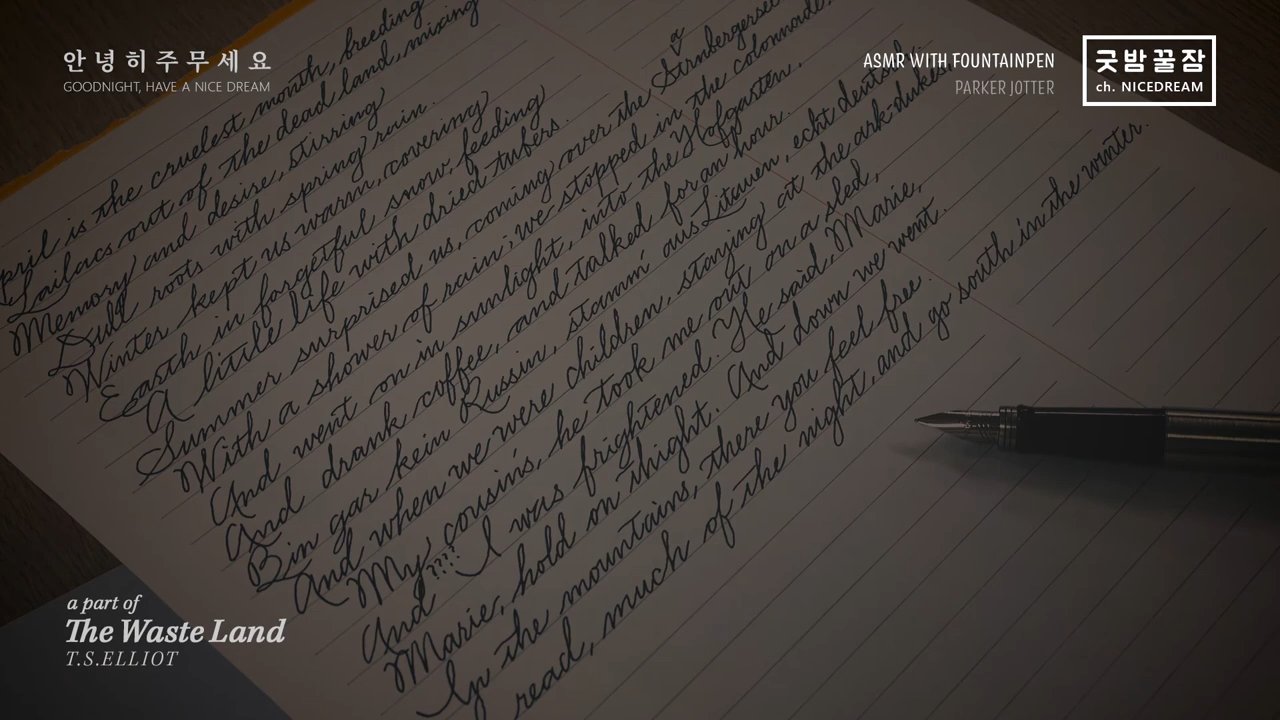 안녕히주무세요
GOODNIGHT, HAVE A NICE DREAM
ASMR WITH FOUNTAINPEN
PARKER JOTTER
굿밤꿀잠
ch. NICEDREAM
April is the cruelest month, breeding
Lailacs out of the dead land, mixing
Memory and desire, stirring
Dull roots with spring rain.
Winter kept us warm, covering
Earth in forgetful snow, feeding
A little life with dried tubers.
Summer surprised us, coming over the Starnbergersee
With a shower of rain; we stopped in the colonnade.
And went on in sunlight, into the Hofgarten.
And drank coffee, and talked for an hour.
Bin gar kein Russin, stamm' aus Litauen, echt deutsch.
And when we were children, staying at the ark-dukes
My cousin's, he took me out on a sled,
And ??? I was frightened. He said, Marie,
Marie, hold on thight. And down we went.
In the mountains, there you feel free
I read, much of the night, and go south in the winter.
a part of
The Waste Land
T.S.ELLIOT